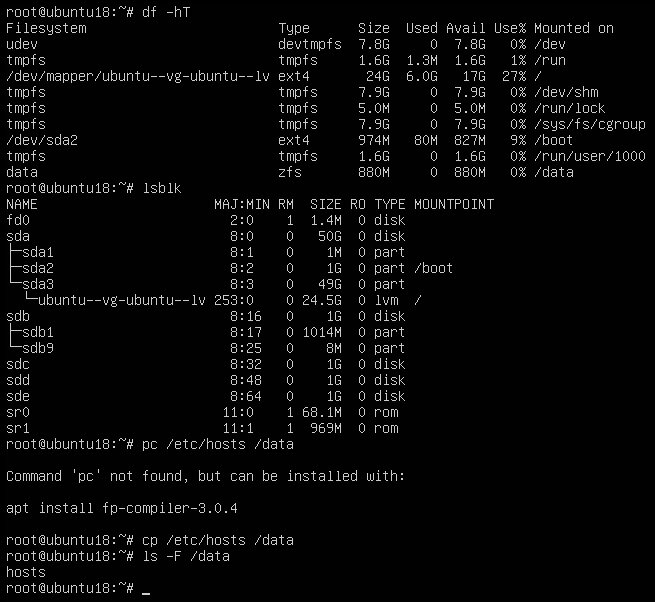 root@ubuntu18:~# df -hT
Filesystem                        Type      Size  Used Avail Use% Mounted on
udev                              devtmpfs  7.8G     0  7.8G   0% /dev
tmpfs                             tmpfs     1.6G  1.3M  1.6G   1% /run
/dev/mapper/ubuntu--vg-ubuntu--lv ext4       24G  6.0G   17G  27% /
tmpfs                             tmpfs     7.9G     0  7.9G   0% /dev/shm
tmpfs                             tmpfs     5.0M     0  5.0M   0% /run/lock
tmpfs                             tmpfs     7.9G     0  7.9G   0% /sys/fs/cgroup
/dev/sda2                         ext4      974M   80M  827M   9% /boot
tmpfs                             tmpfs     1.6G     0  1.6G   0% /run/user/1000
data                              zfs       880M     0  880M   0% /data
root@ubuntu18:~# lsblk
NAME                      MAJ:MIN RM  SIZE RO TYPE MOUNTPOINT
fd0                         2:0    1  1.4M  0 disk
sda                         8:0    0   50G  0 disk
├─sda1                      8:1    0    1M  0 part
├─sda2                      8:2    0    1G  0 part /boot
└─sda3                      8:3    0   49G  0 part
  └─ubuntu--vg-ubuntu--lv 253:0    0 24.5G  0 lvm  /
sdb                         8:16   0    1G  0 disk
├─sdb1                      8:17   0 1014M  0 part
└─sdb9                      8:25   0    8M  0 part
sdc                         8:32   0    1G  0 disk
sdd                         8:48   0    1G  0 disk
sde                         8:64   0    1G  0 disk
sr0                        11:0    1 68.1M  0 rom
sr1                        11:1    1  969M  0 rom
root@ubuntu18:~# pc /etc/hosts /data
Command 'pc' not found, but can be installed with:
apt install fp-compiler-3.0.4
root@ubuntu18:~# cp /etc/hosts /data
root@ubuntu18:~# ls -F /data
hosts
root@ubuntu18:~# _